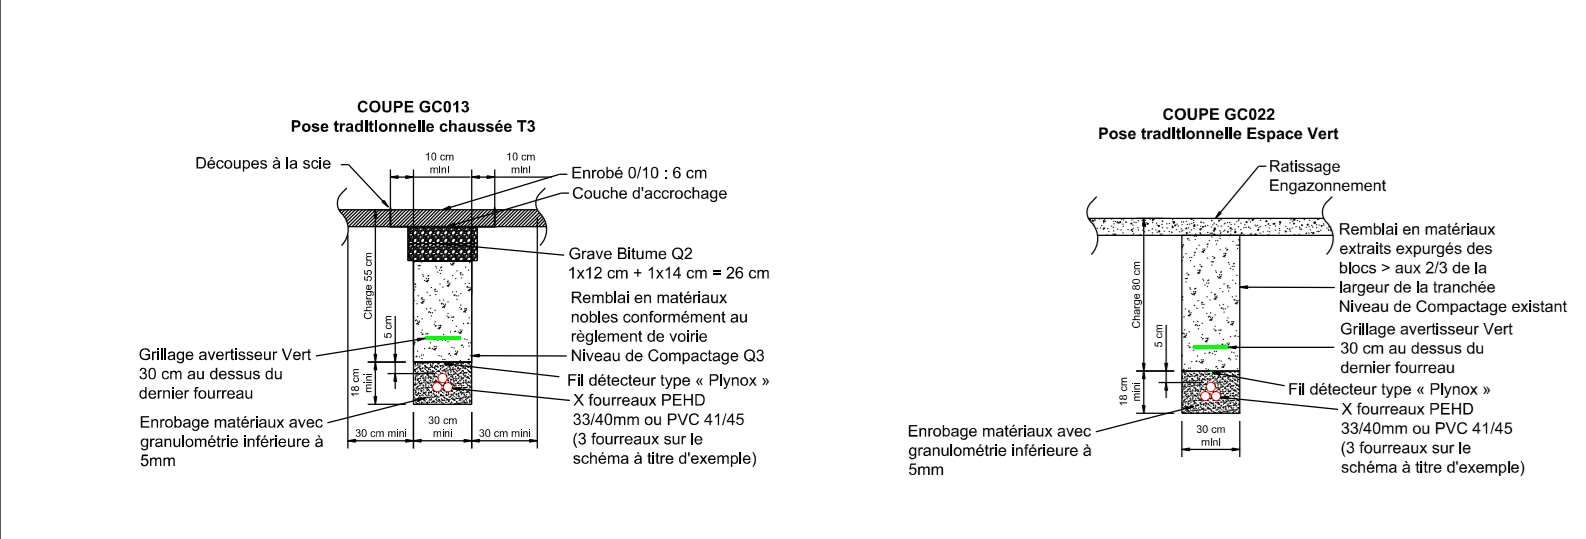 COUPE GC013
Pose traditionnelle chaussée T3
Découpes à la scie
10 cm
mini
10 cm
mini
Enrobé 0/10 : 6 cm
Couche d'accrochage
Grave Bitume Q2
1x12 cm + 1x14 cm = 26 cm
Charge 55 cm
Remblai en matériaux
nobles conformément au
règlement de voirie
Niveau de Compactage Q3
5 cm
Grillage avertisseur Vert
30 cm au dessus du
dernier fourreau
18 cm
mini
Fil détecteur type « Plynox »
X fourreaux PEHD
33/40mm ou PVC 41/45
(3 fourreaux sur le
schéma à titre d'exemple)
Enrobage matériaux avec
granulométrie inférieure à
5mm
30 cm mini
30 cm
mini
30 cm mini
COUPE GC022
Pose traditionnelle Espace Vert
Ratissage
Engazonnement
Charge 80 cm
Remblai en matériaux
extraits expurgés des
blocs > aux 2/3 de la
largeur de la tranchée
Niveau de Compactage existant
Grillage avertisseur Vert
30 cm au dessus du
dernier fourreau
5 cm
18 cm
mini
Fil détecteur type « Plynox »
X fourreaux PEHD
33/40mm ou PVC 41/45
(3 fourreaux sur le
schéma à titre d'exemple)
Enrobage matériaux avec
granulométrie inférieure à
5mm
30 cm
mini